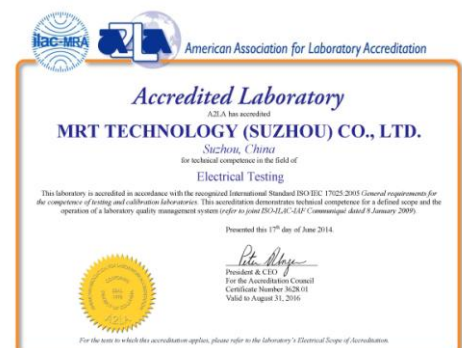 ilac-MRA
A2LA
American Association for Laboratory Accreditation
Accredited Laboratory
A2LA has accredited
MRT TECHNOLOGY (SUZHOU) CO., LTD.
Suzhou, China
for technical competence in the field of
Electrical Testing
This laboratory is accredited in accordance with the recognized International Standard ISO/IEC 17025:2005 General requirements for
the competence of testing and calibration laboratories. This accreditation demonstrates technical competence for a defined scope and the
operation of a laboratory quality management system (refer to joint ISO-ILAC-IAF Communiqué dated 8 January 2009).
Presented this 17th day of June 2014.
President & CEO
For the Accreditation Council
Certificate Number 3628.01
Valid to August 31, 2016
A2LA
For the tests to which this accreditation applies, please refer to the laboratory's Electrical Scope of Accreditation.